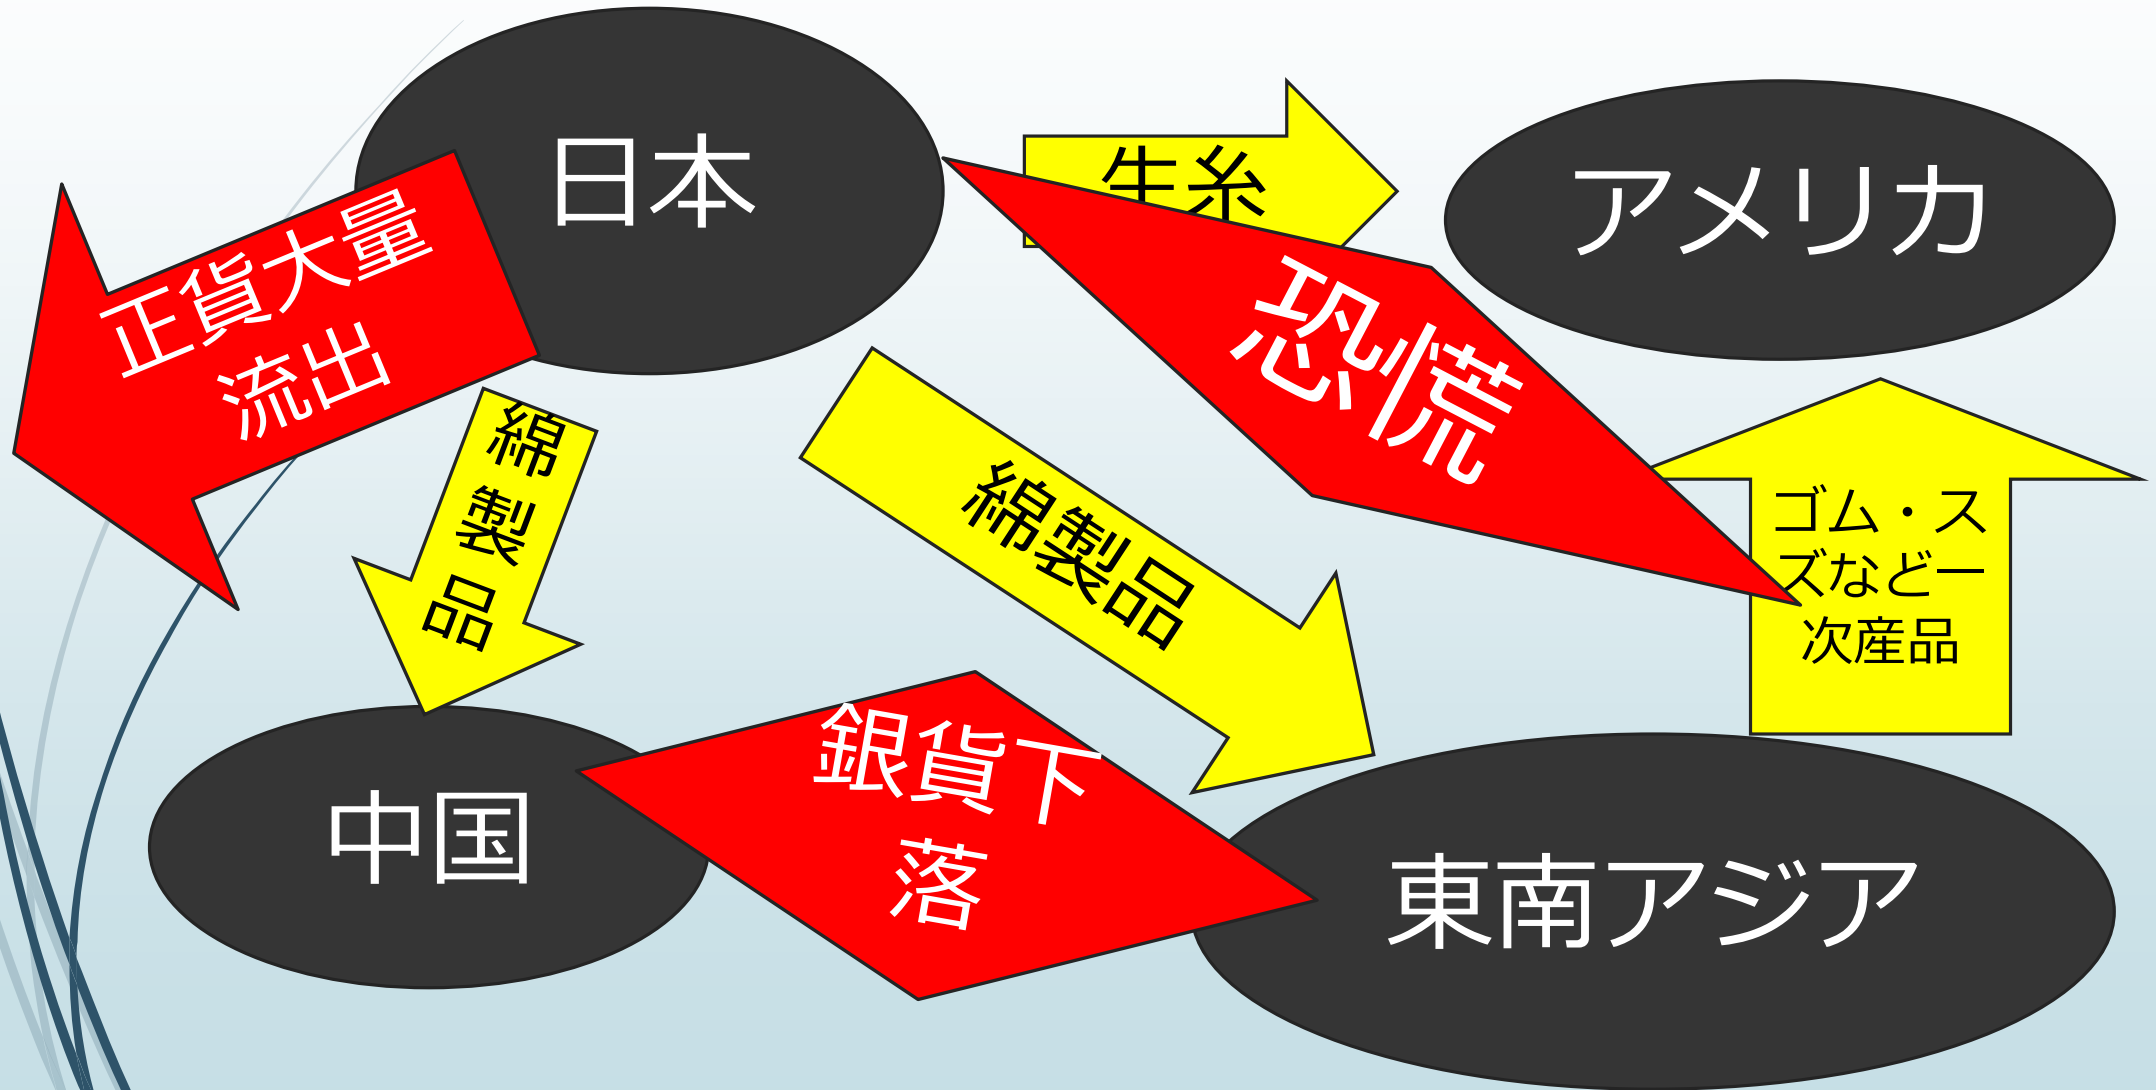 日本
生糸
アメリカ
正貨大量
流出
恐慌
綿
製
品
綿製品
ゴム・ス
ズなど一
次産品
銀貨下
落
中国
東南アジア